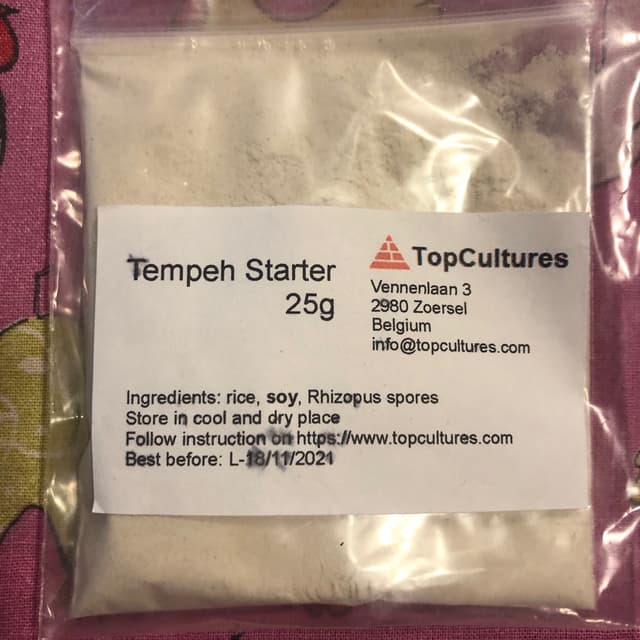 Tempeh Starter
25g
TopCultures
Vennenlaan 3
2980 Zoersel
Belgium
info@topcultures.com
Ingredients: rice, soy, Rhizopus spores
Store in cool and dry place
Follow instruction on https://www.topcultures.com
Best before: L-18/11/2021